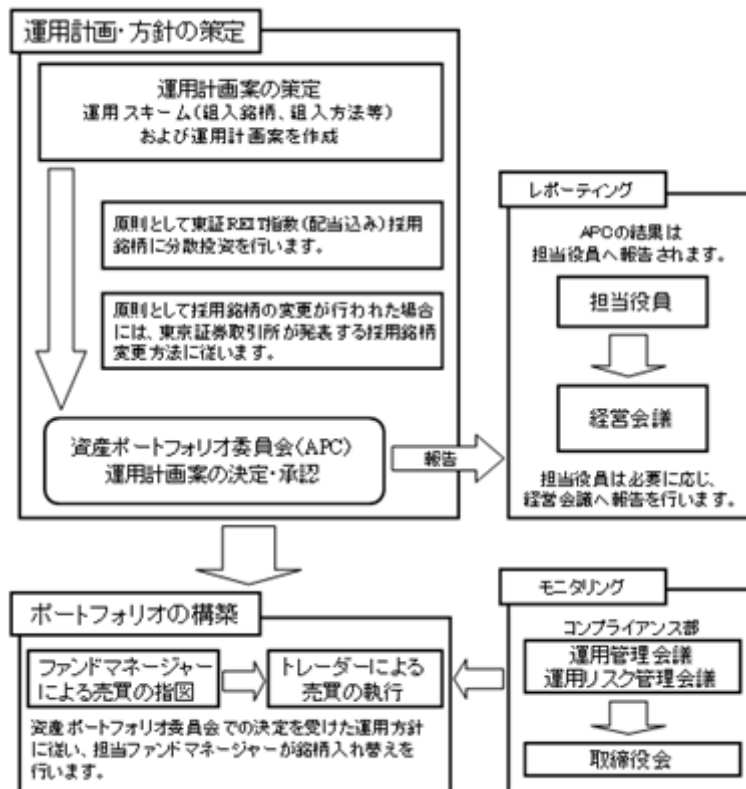 運用計画・方針の策定
運用計画案の策定
運用スキーム(組入銘柄、組入方法等)
および運用計画案を作成
原則として東証REIT指数(配当込み)採用
銘柄に分散投資を行います。
原則として採用銘柄の変更が行われた場合
には、東京証券取引所が発表する採用銘柄
変更方法に従います。
資産ポートフォリオ委員会(APC)
運用計画案の決定・承認
報告
レポーティング
APCの結果は
担当役員へ報告されます。
担当役員
経営会議
担当役員は必要に応じ、
経営会議へ報告を行います。
ポートフォリオの構築
ファンドマネージャー
による売買の指図
トレーダーによる
売買の執行
資産ポートフォリオ委員会での決定を受けた運用方針
に従い、担当ファンドマネージャーが銘柄入れ替えを
行います。
モニタリング
コンプライアンス部
運用管理会議
運用リスク管理会議
取締役会